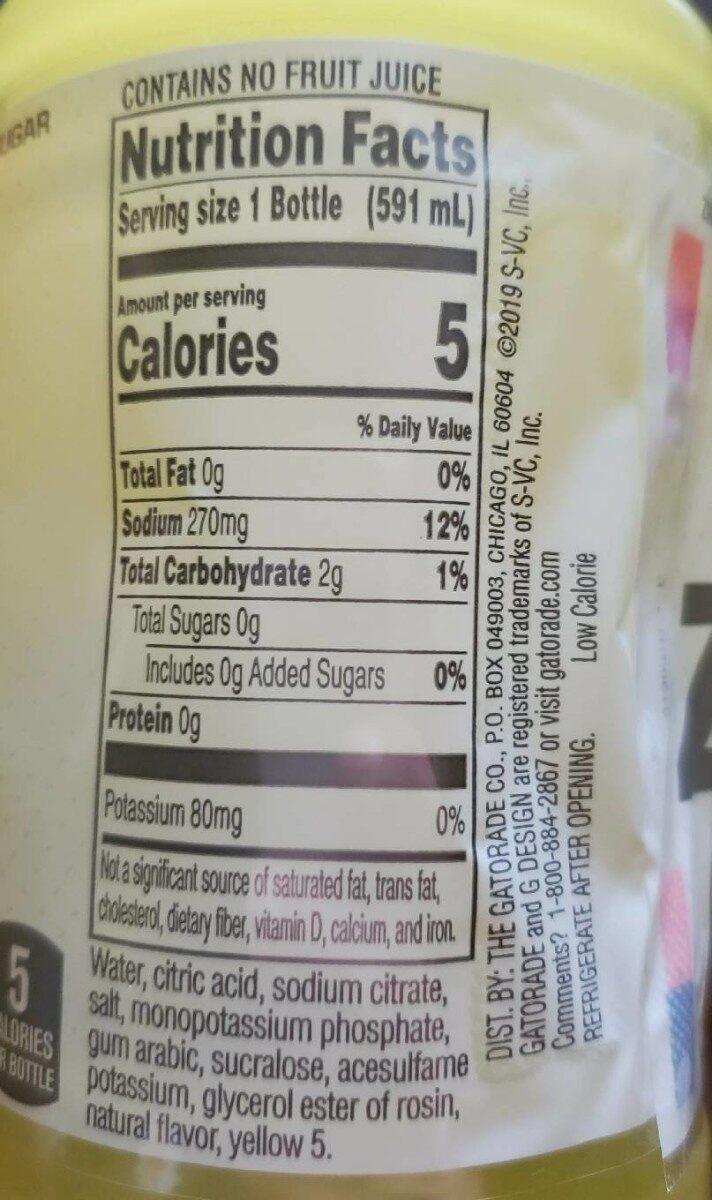 CONTAINS NO FRUIT JUICE
Nutrition Facts
Serving size 1 Bottle (591 mL)
Amount per serving
Calories 5
% Daily Value
Total Fat 0g 0%
Sodium 270mg 12%
Total Carbohydrate 2g 1%
Total Sugars 0g
Includes 0g Added Sugars 0%
Protein 0g
Potassium 80mg 0%
Not a significant source of saturated fat, trans fat,
cholesterol, dietary fiber, vitamin D, calcium, and iron.
Water, citric acid, sodium citrate,
salt, monopotassium phosphate,
gum arabic, sucralose, acesulfame
potassium, glycerol ester of rosin,
natural flavor, yellow 5.
DIST. BY: THE GATORADE CO., P.O. BOX 049003, CHICAGO, IL 60604 ©2019 S-VC, Inc.,
GATORADE and G DESIGN are registered trademarks of S-VC, Inc.
Comments? 1-800-884-2867 or visit gatorade.com
REFRIGERATE AFTER OPENING. Low Calorie
5
BOTTLE